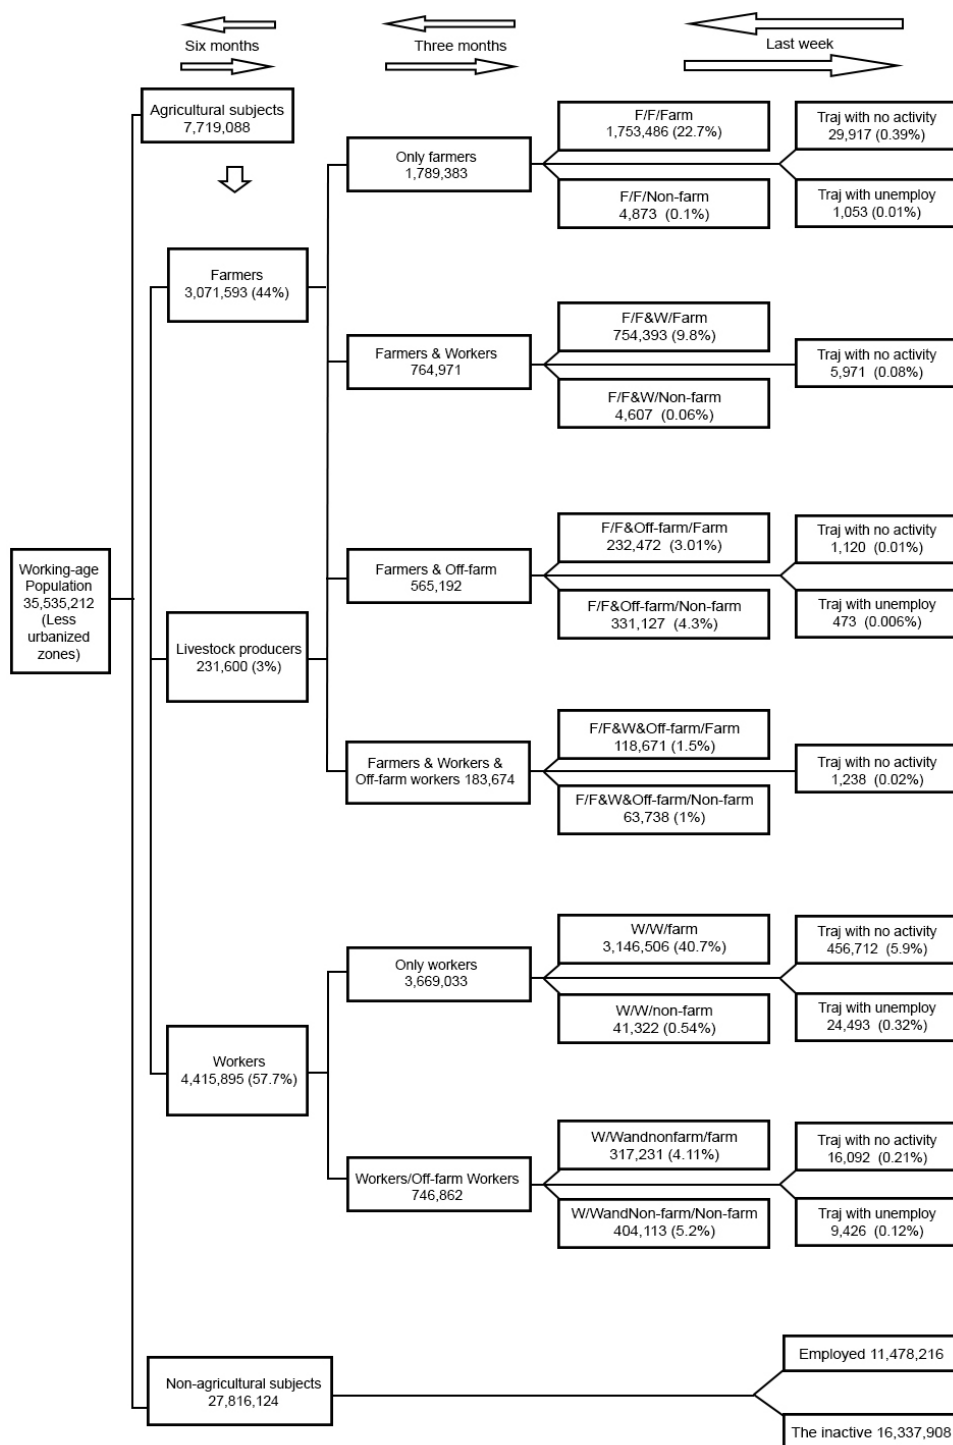 Six months
Three months
Last week
Agricultural subjects
7,719,088
Working-age
Population
35,535,212
(Less
urbanized
zones)
Farmers
3,071,593 (44%)
Livestock producers
231,600 (3%)
Workers
4,415,895 (57.7%)
Non-agricultural subjects
27,816,124
Only farmers
1,789,383
F/F/Farm
1,753,486 (22.7%)
F/F/Non-farm
4,873 (0.1%)
Traj with no activity
29,917 (0.39%)
Traj with unemploy
1,053 (0.01%)
Farmers & Workers
764,971
F/F&W/Farm
754,393 (9.8%)
F/F&W/Non-farm
4,607 (0.06%)
Traj with no activity
5,971 (0.08%)
Farmers & Off-farm
565,192
F/F&Off-farm/Farm
232,472 (3.01%)
F/F&Off-farm/Non-farm
331,127 (4.3%)
Traj with no activity
1,120 (0.01%)
Traj with unemploy
473 (0.006%)
Farmers & Workers &
Off-farm workers 183,674
F/F&W&Off-farm/Farm
118,671 (1.5%)
F/F&W&Off-farm/Non-farm
63,738 (1%)
Traj with no activity
1,238 (0.02%)
Only workers
3,669,033
W/W/farm
3,146,506 (40.7%)
W/W/non-farm
41,322 (0.54%)
Traj with no activity
456,712 (5.9%)
Traj with unemploy
24,493 (0.32%)
Workers/Off-farm Workers
746,862
W/Wandnonfarm/farm
317,231 (4.11%)
W/WandNon-farm/Non-farm
404,113 (5.2%)
Traj with no activity
16,092 (0.21%)
Traj with unemploy
9,426 (0.12%)
Employed 11,478,216
The inactive 16,337,908